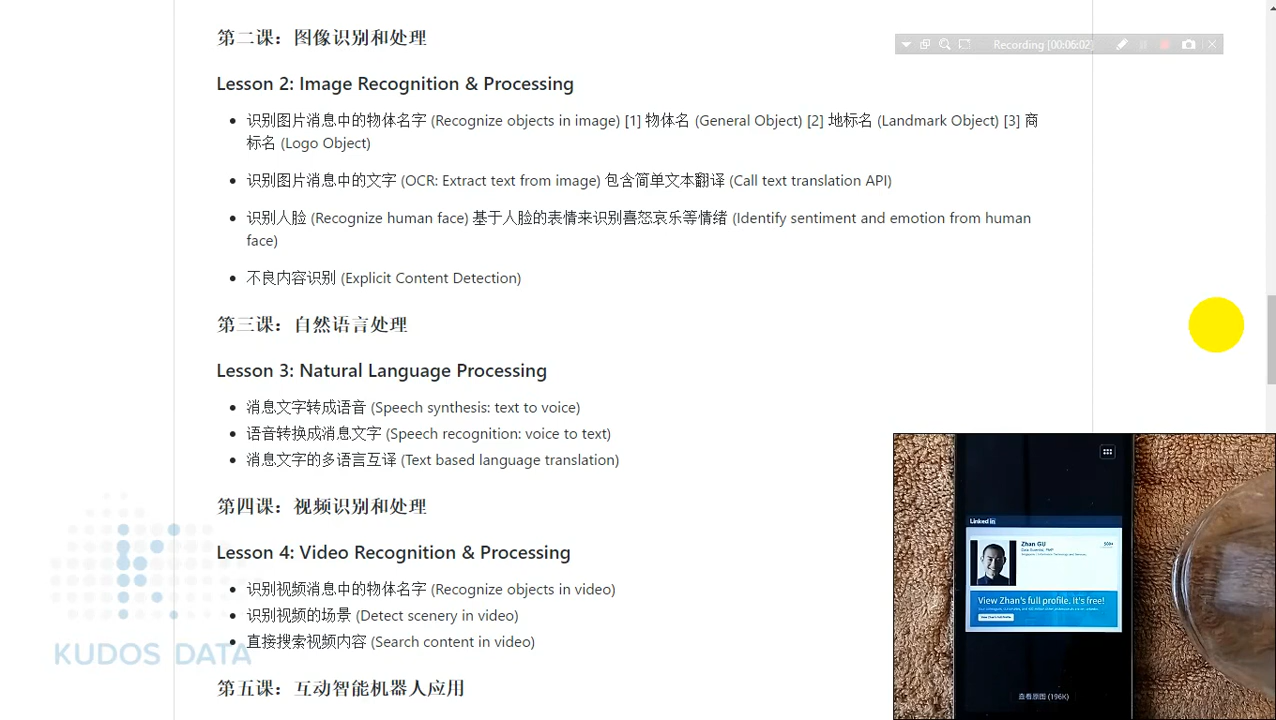 第二课：图像识别和处理
Recording [00:06:02]
Lesson 2: Image Recognition & Processing
识别图片消息中的物体名字 (Recognize objects in image) [1] 物体名 (General Object) [2] 地标名 (Landmark Object) [3] 商
标名 (Logo Object)
识别图片消息中的文字 (OCR: Extract text from image) 包含简单文本翻译 (Call text translation API)
识别人脸 (Recognize human face) 基于人脸的表情来识别喜怒哀乐等情绪 (Identify sentiment and emotion from human
face)
不良内容识别 (Explicit Content Detection)
第三课：自然语言处理
Lesson 3: Natural Language Processing
消息文字转成语音 (Speech synthesis: text to voice)
语音转换成消息文字 (Speech recognition: voice to text)
消息文字的多语言互译 (Text based language translation)
第四课：视频识别和处理
Lesson 4: Video Recognition & Processing
识别视频消息中的物体名字 (Recognize objects in video)
识别视频的场景 (Detect scenery in video)
直接搜索视频内容 (Search content in video)
KUDOS DATA
第五课：互动智能机器人应用
Linked in
Zhan GU
500+
View Zhan's full profile. It's free!
View Zhan's Full Profile
查看原图 (196K)